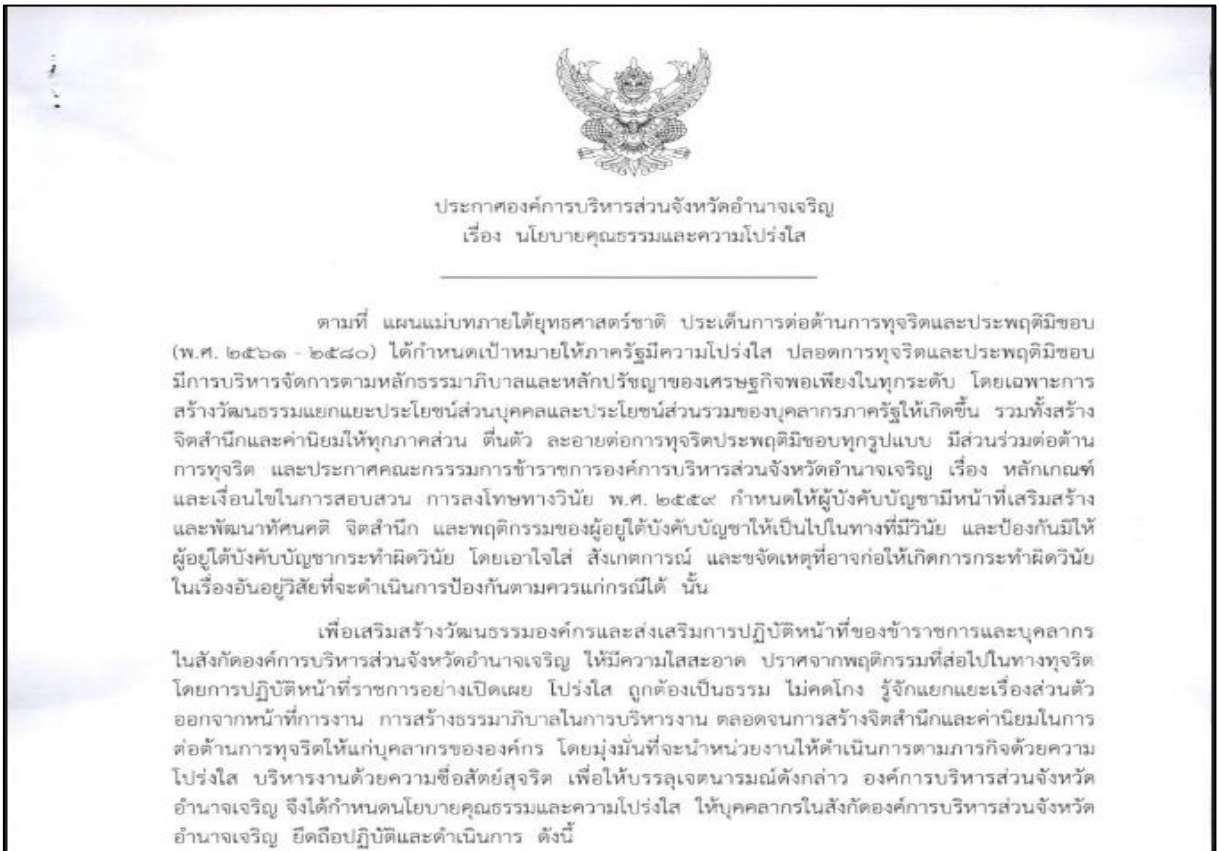 ประกาศองค์การบริหารส่วนจังหวัดอำนาจเจริญ
เรื่อง นโยบายคุณธรรมและความโปร่งใส
ตามที่ แผนแม่บทภายใต้ยุทธศาสตร์ชาติ ประเด็นการต่อต้านการทุจริตและประพฤติมิชอบ
(พ.ศ. ๒๕๖๑ - ๒๕๘๐) ได้กำหนดเป้าหมายให้ภาครัฐมีความโปร่งใส ปลอดการทุจริตและประพฤติมิชอบ
มีการบริหารจัดการตามหลักธรรมาภิบาลและหลักปรัชญาของเศรษฐกิจพอเพียงในทุกระดับ โดยเฉพาะการ
สร้างวัฒนธรรมแยกแยะประโยชน์ส่วนบุคคลและประโยชน์ส่วนรวมของบุคลากรภาครัฐให้เกิดขึ้น รวมทั้งสร้าง
จิตสำนึกและค่านิยมให้ทุกภาคส่วน ตื่นตัว ละอายต่อการทุจริตประพฤติมิชอบทุกรูปแบบ มีส่วนร่วมต่อต้าน
การทุจริต และประกาศคณะกรรรมการข้าราชการองค์การบริหารส่วนจังหวัดอำนาจเจริญ เรื่อง หลักเกณฑ์
และเงื่อนไขในการสอบสวน การลงโทษทางวินัย พ.ศ. ๒๕๕๙ กำหนดให้ผู้บังคับบัญชามีหน้าที่เสริมสร้าง
และพัฒนาทัศนคติ จิตสำนึก และพฤติกรรมของผู้อยู่ใต้บังคับบัญชาให้เป็นไปในทางที่มีวินัย และป้องกันมิให้
ผู้อยู่ใต้บังคับบัญชากระทำผิดวินัย โดยเอาใจใส่ สังเกตการณ์ และขจัดเหตุที่อาจก่อให้เกิดการกระทำผิดวินัย
ในเรื่องอันอยู่วิสัยที่จะดำเนินการป้องกันตามควรแก่กรณีได้ นั้น
เพื่อเสริมสร้างวัฒนธรรมองค์กรและส่งเสริมการปฏิบัติหน้าที่ของข้าราชการและบุคลากร
ในสังกัดองค์การบริหารส่วนจังหวัดอำนาจเจริญ ให้มีความใสสะอาด ปราศจากพฤติกรรมที่ส่อไปในทางทุจริต
โดยการปฏิบัติหน้าที่ราชการอย่างเปิดเผย โปร่งใส ถูกต้องเป็นธรรม ไม่คดโกง รู้จักแยกแยะเรื่องส่วนตัว
ออกจากหน้าที่การงาน การสร้างธรรมาภิบาลในการบริหารงาน ตลอดจนการสร้างจิตสำนึกและค่านิยมในการ
ต่อต้านการทุจริตให้แก่บุคลากรขององค์กร โดยมุ่งมั่นที่จะนำหน่วยงานให้ดำเนินการตามภารกิจด้วยความ
โปร่งใส บริหารงานด้วยความซื่อสัตย์สุจริต เพื่อให้บรรลุเจตนารมณ์ดังกล่าว องค์การบริหารส่วนจังหวัด
อำนาจเจริญ จึงได้กำหนดนโยบายคุณธรรมและความโปร่งใส ให้บุคคลากรในสังกัดองค์การบริหารส่วนจังหวัด
อำนาจเจริญ ยึดถือปฏิบัติและดำเนินการ ดังนี้